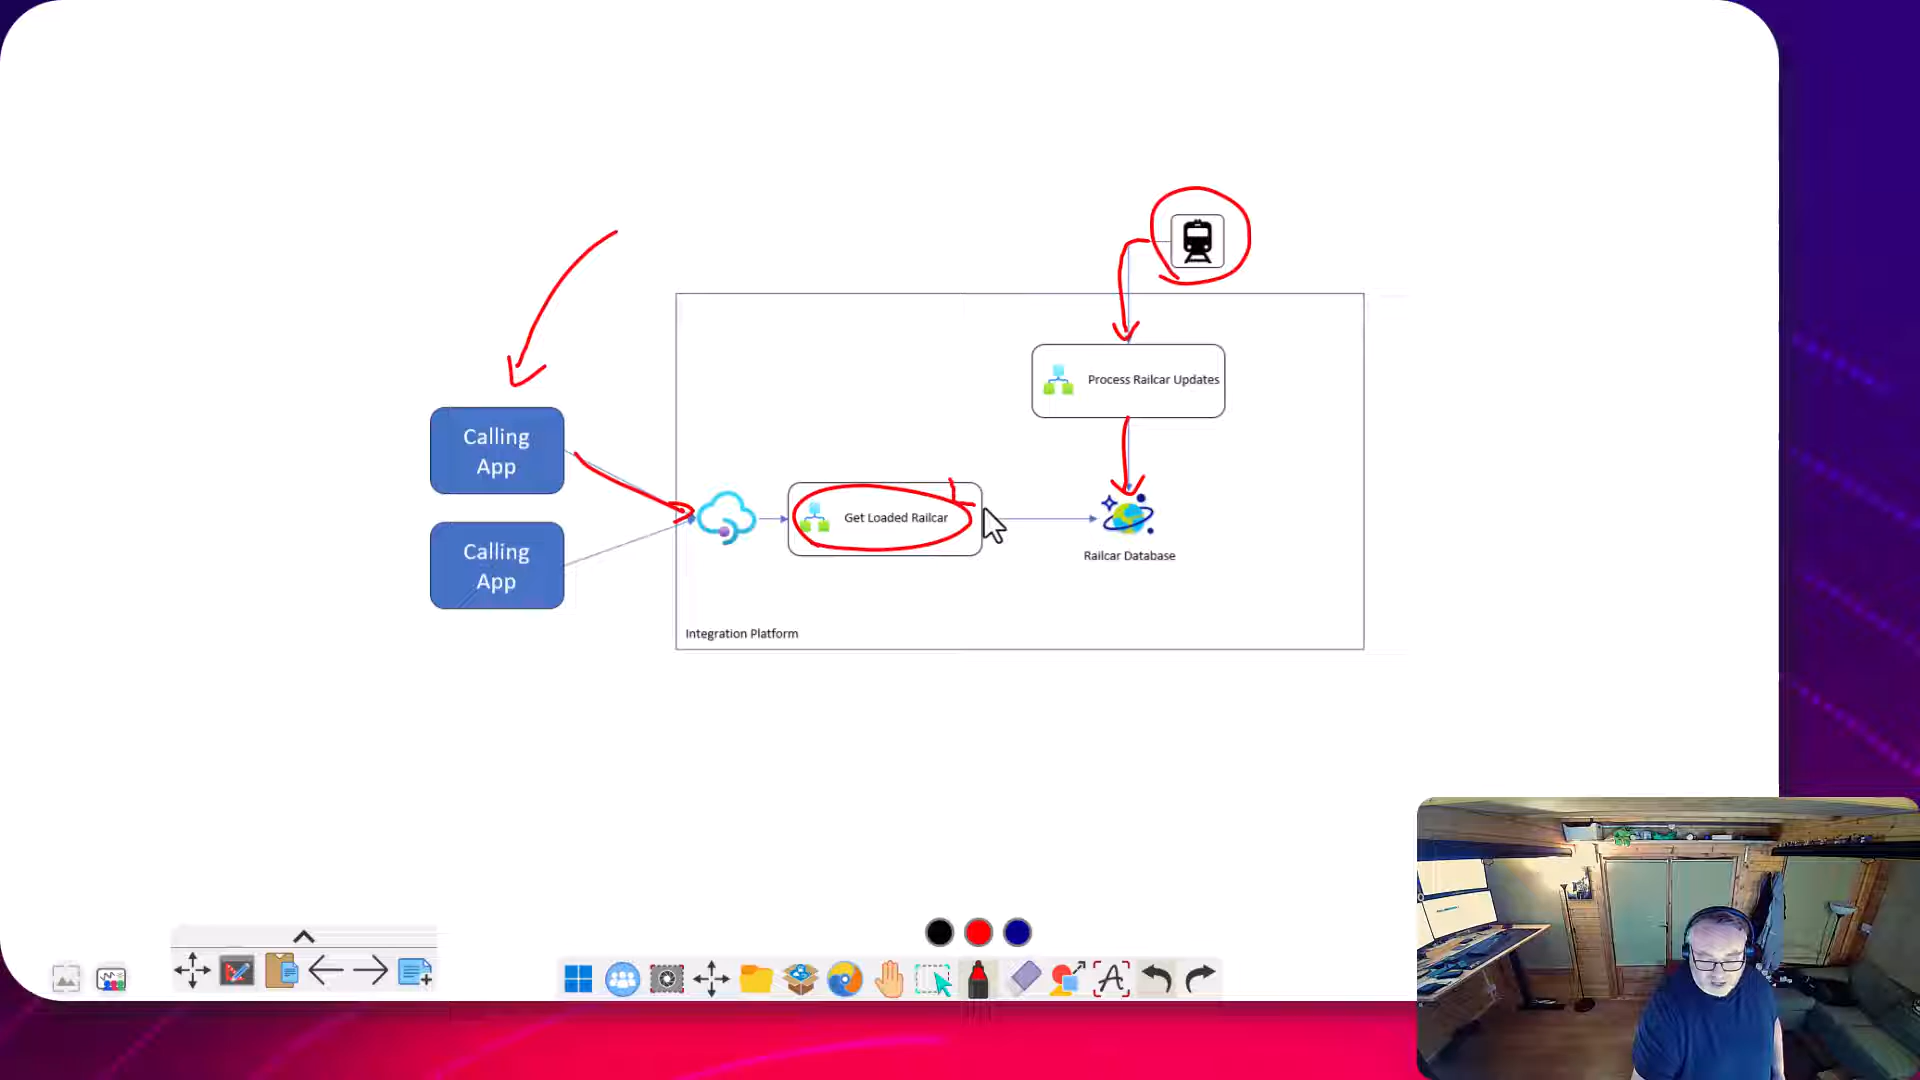 Process Railcar Updates
Calling
App
Get Loaded Railcar
Calling
App
Railcar Database
Integration Platform